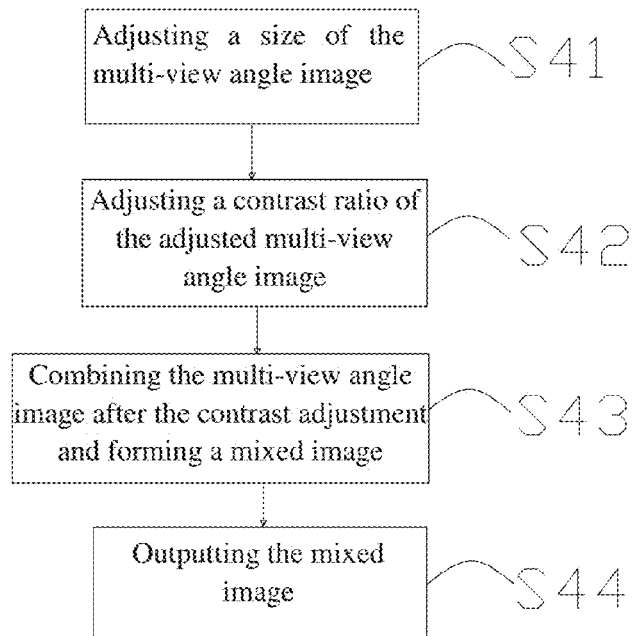 Adjusting a size of the
multi-view angle image
S41
Adjusting a contrast ratio of
the adjusted multi-view
angle image
S42
Combining the multi-view angle
image after the contrast adjustment
and forming a mixed image
S43
Outputting the mixed
image
S44